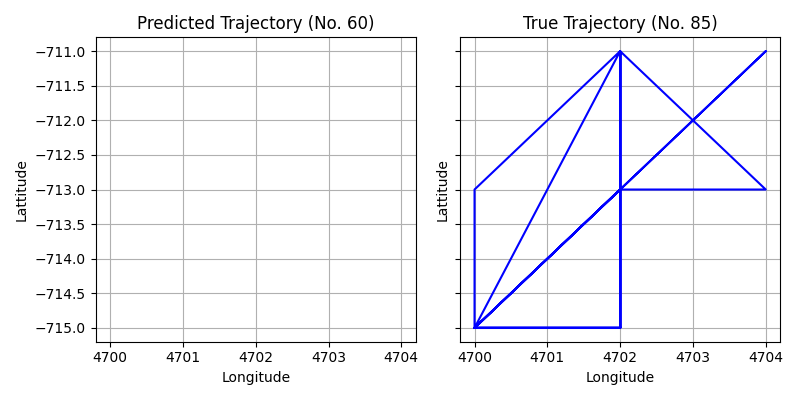 Predicted Trajectory (No. 60)
True Trajectory (No. 85)
Lattitude
−711.0
−711.5
−712.0
−712.5
−713.0
−713.5
−714.0
−714.5
−715.0
4700 4701 4702 4703 4704
Longitude
Lattitude
4700 4701 4702 4703 4704
Longitude